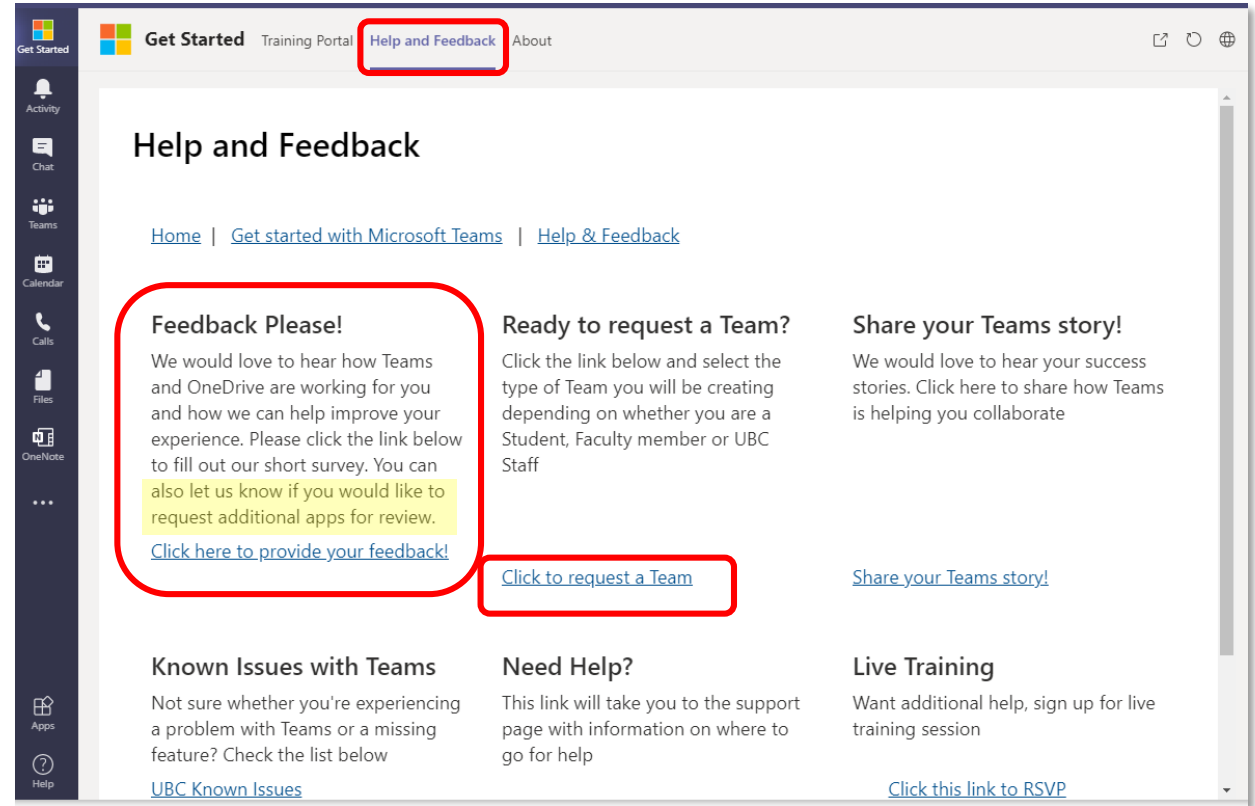 Get Started Training Portal Help and Feedback About
Get Started
Activity
Chat
Teams
Calendar
Calls
Files
OneNote
Apps
Help
Help and Feedback
Home | Get started with Microsoft Teams | Help & Feedback
Feedback Please!
We would love to hear how Teams
and OneDrive are working for you
and how we can help improve your
experience. Please click the link below
to fill out our short survey. You can
also let us know if you would like to
request additional apps for review.
Click here to provide your feedback!
Ready to request a Team?
Click the link below and select the
type of Team you will be creating
depending on whether you are a
Student, Faculty member or UBC
Staff
Click to request a Team
Share your Teams story!
We would love to hear your success
stories. Click here to share how Teams
is helping you collaborate
Share your Teams story!
Known Issues with Teams
Not sure whether you're experiencing
a problem with Teams or a missing
feature? Check the list below
UBC Known Issues
Need Help?
This link will take you to the support
page with information on where to
go for help
Live Training
Want additional help, sign up for live
training session
Click this link to RSVP